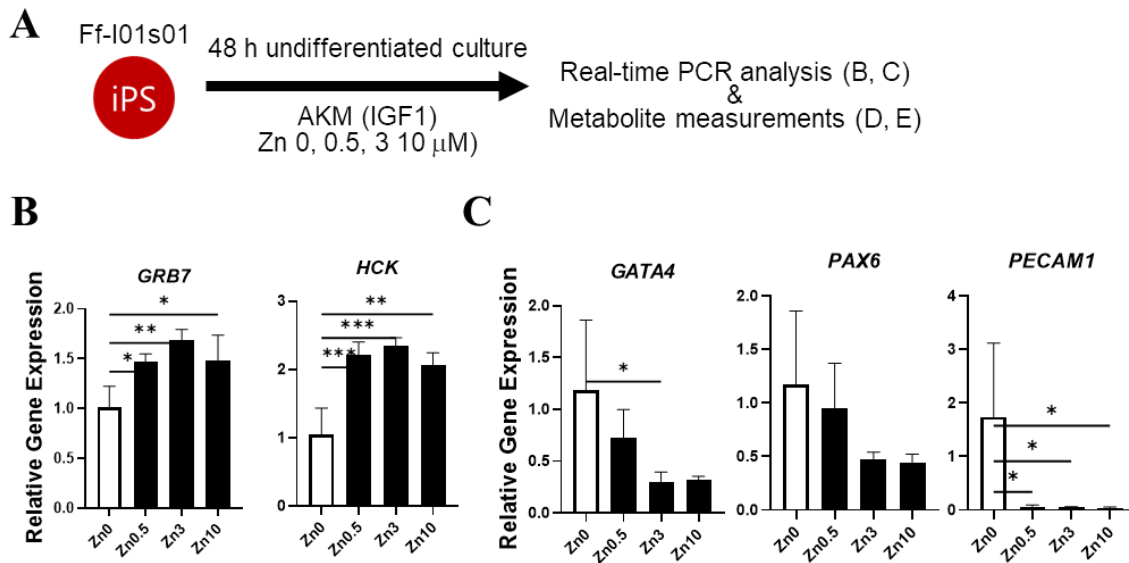 A
Ff-I01s01
iPS
48 h undifferentiated culture
AKM (IGF1)
Zn 0, 0.5, 3 10 μM)
Real-time PCR analysis (B, C)
&
Metabolite measurements (D, E)
B
GRB7
Relative Gene Expression
2.0
1.5
1.0
0.5
0.0
*
**
*
Zn0
Zn0.5
Zn3
Zn10
HCK
3
2
1
0
**
***
***
Zn0
Zn0.5
Zn3
Zn10
C
GATA4
Relative Gene Expression
2.0
1.5
1.0
0.5
0.0
*
Zn0
Zn0.5
Zn3
Zn10
PAX6
2.0
1.5
1.0
0.5
0.0
Zn0
Zn0.5
Zn3
Zn10
PECAM1
4
3
2
1
0
*
*
*
Zn0
Zn0.5
Zn3
Zn10